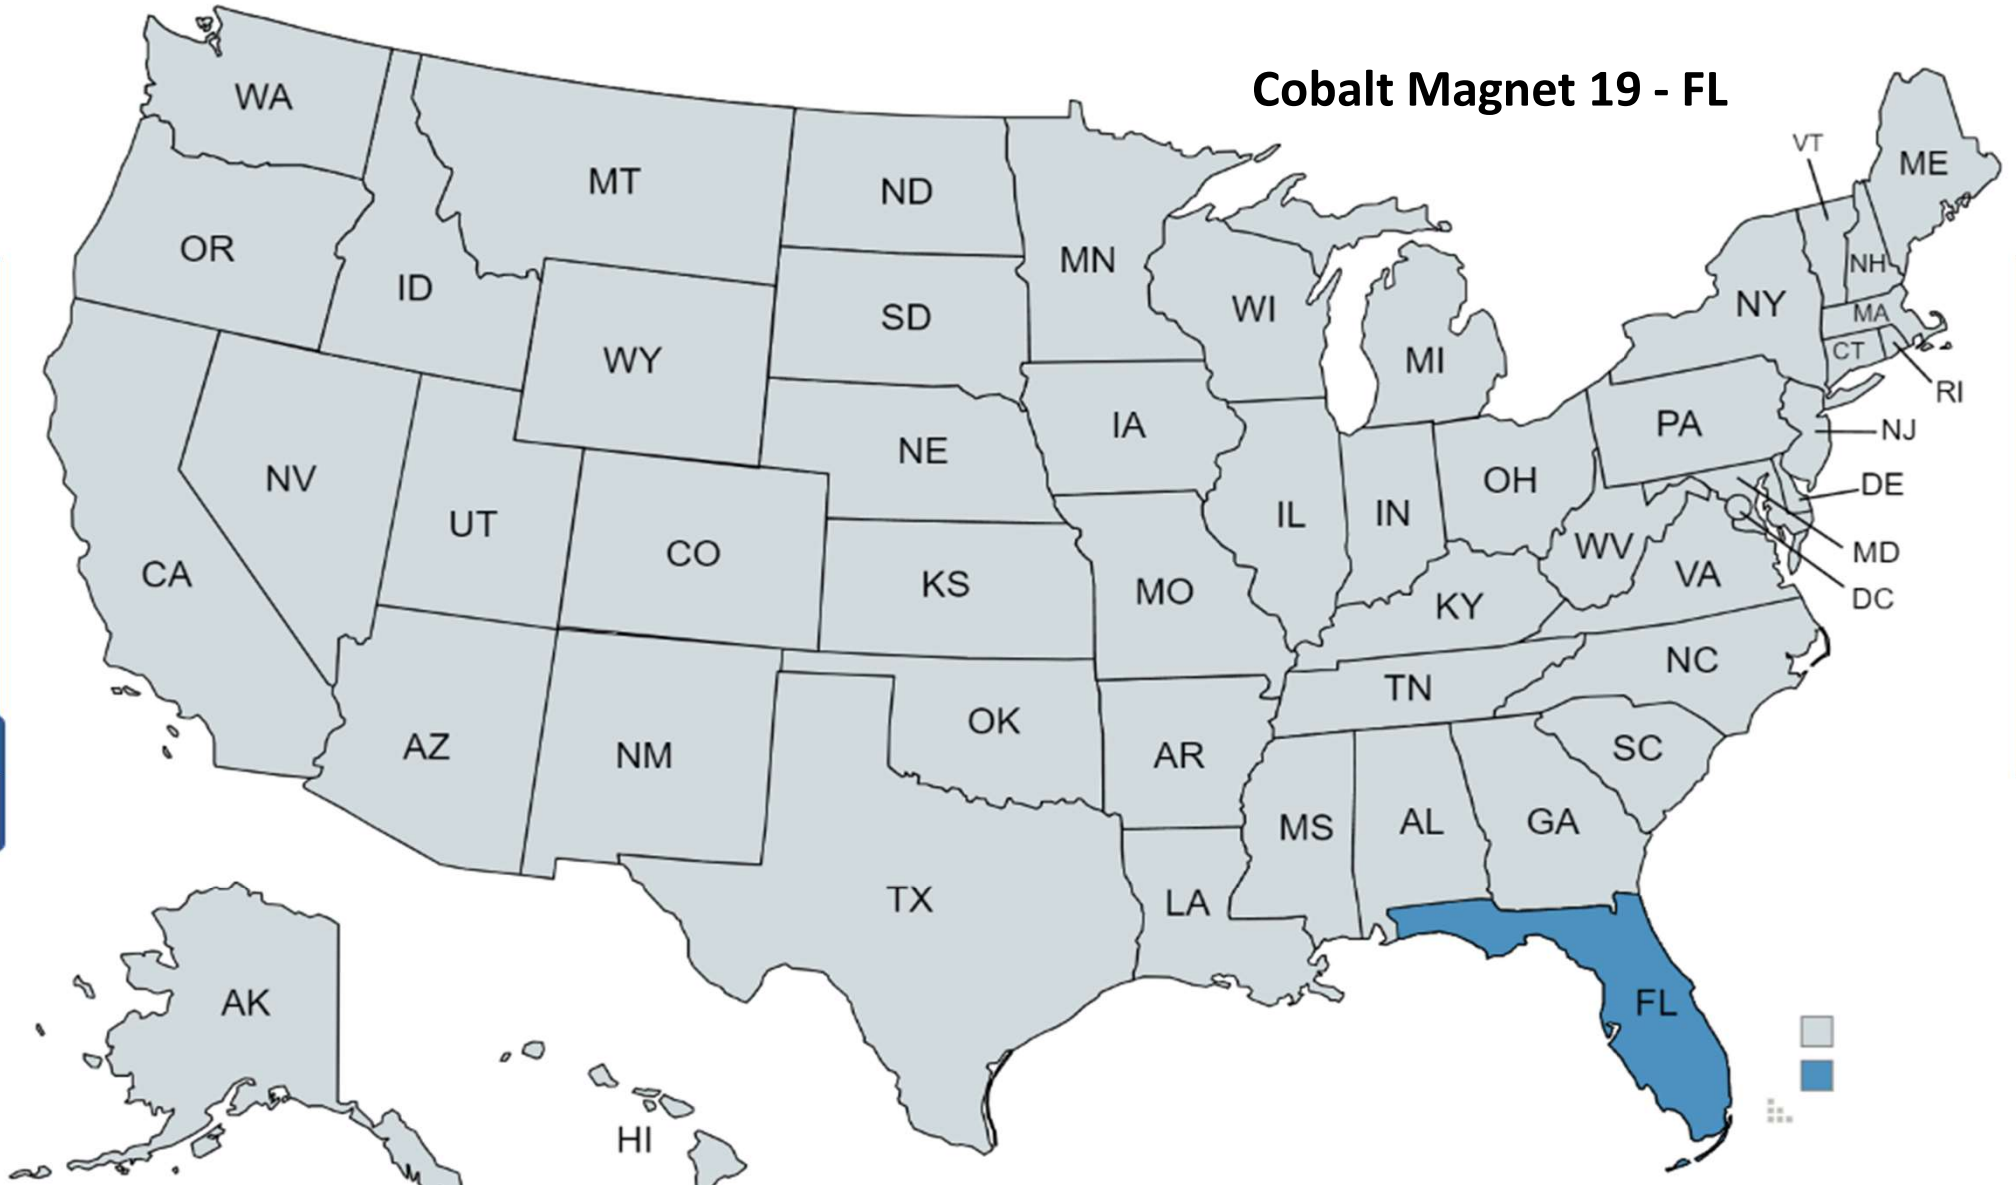 Cobalt Magnet 19 - FL
WA
MT
ND
MN
VT
ME
OR
ID
SD
WI
NY
NH
MA
WY
MI
CT
RI
IA
NE
PA
NJ
NV
UT
CO
IL
IN
OH
DE
CA
KS
MO
WV
VA
MD
KY
DC
AZ
NM
OK
AR
TN
NC
SC
TX
LA
MS
AL
GA
AK
FL
HI